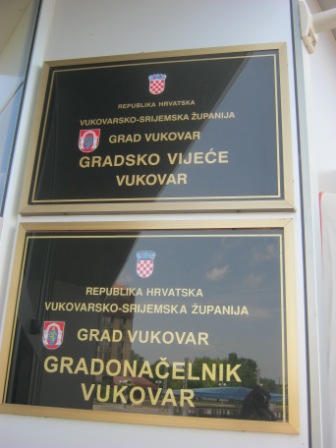 REPUBLIKA HRVATSKA
VUKOVARSKO-SRIJEMSKA ŽUPANIJA
GRAD VUKOVAR
GRADSKO VIJEĆE
VUKOVAR
REPUBLIKA HRVATSKA
VUKOVARSKO-SRIJEMSKA ŽUPANIJA
GRAD VUKOVAR
GRADONAČELNIK
VUKOVAR